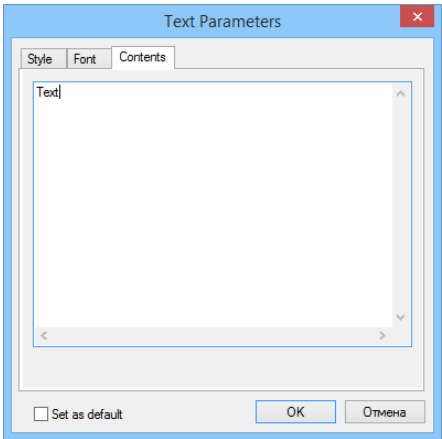 Text Parameters
Style Font Contents
Text
Set as default OK Отмена